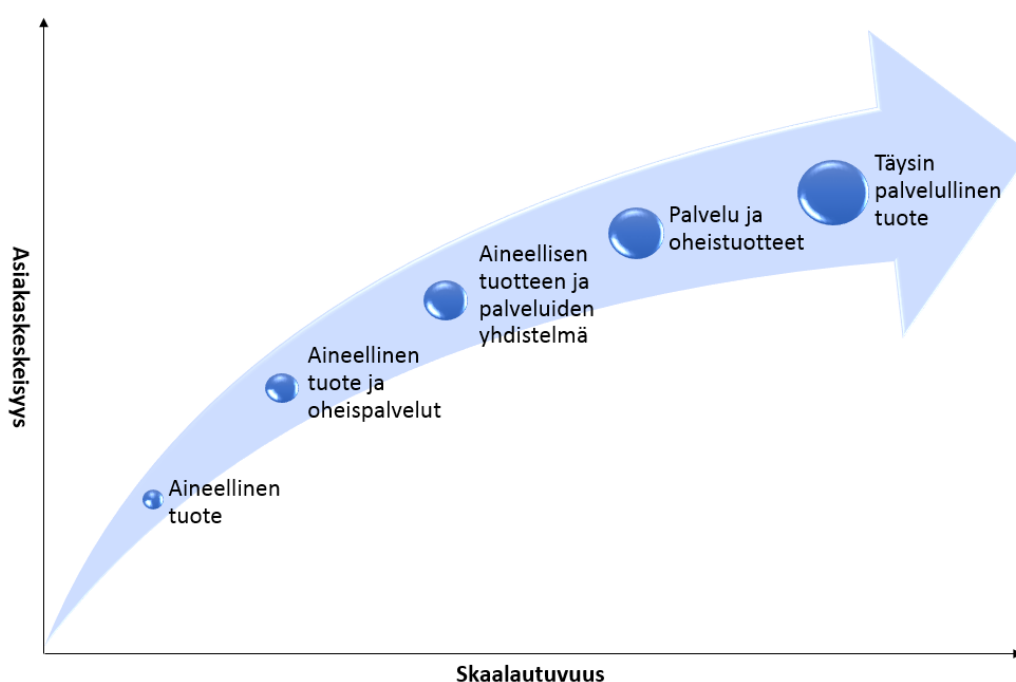 Täysin
palvelullinen
tuote
Palvelu ja
oheistuotteet
Aineellisen
tuotteen ja
palveluiden
yhdistelmä
Aineellinen
tuote ja
oheispalvelut
Aineellinen
tuote
Asiakaskeskeisyys
Skaalautuvuus